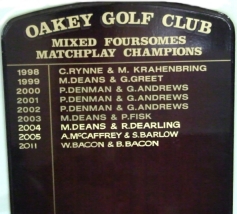 OAKEY GOLF CLUB
MIXED FOURSOMES
MATCHPLAY CHAMPIONS
1998 C.RYNNE & M. KRAHENBRING
1999 M.DEANS & G.GREET
2000 P.DENMAN & G.ANDREWS
2001 P.DENMAN & G.ANDREWS
2002 P.DENMAN & G.ANDREWS
2003 M.DEANS & P.FISK
2004 M.DEANS & R.DEARLING
2005 A.MCCAFFREY & S.BARLOW
2011 W.BACON & B.BACON